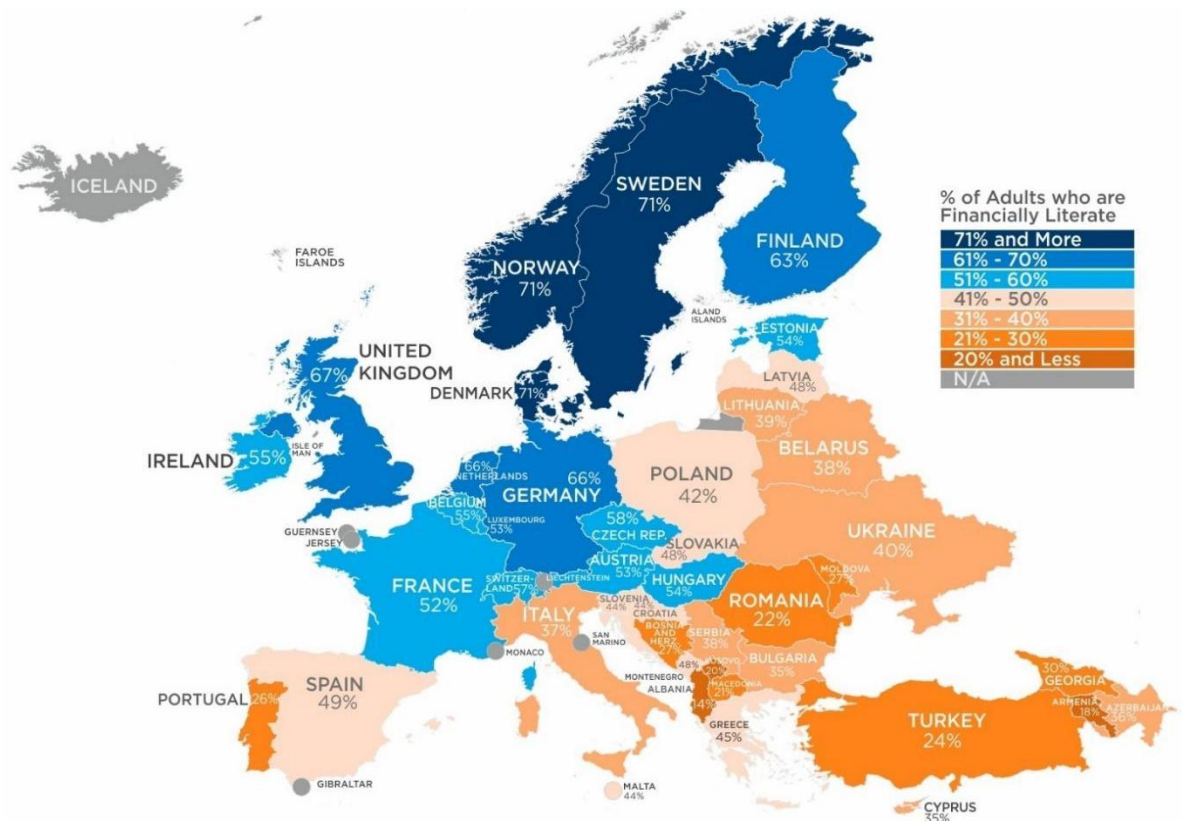 ICELAND
SWEDEN
71%
FINLAND
63%
NORWAY
71%
FAROE
ISLANDS
ALAND
ISLANDS
% of Adults who are
Financially Literate
71% and More
61% - 70%
51% - 60%
41% - 50%
31% - 40%
21% - 30%
20% and Less
N/A
ESTONIA
54%
UNITED
KINGDOM
67%
DENMARK
71%
LATVIA
48%
LITHUANIA
39%
BELARUS
38%
IRELAND
55%
ISLE OF
MAN
66%
NETHERLANDS
66%
GERMANY
POLAND
42%
BELGIUM
55%
LUXEMBOURG
53%
58%
CZECH REP.
UKRAINE
40%
GUERNSEY
JERSEY
SLOVAKIA
48%
AUSTRIA
53%
HUNGARY
54%
MOLDOVA
27%
FRANCE
52%
SWITZER-
LAND57%
LIECHTENSTEIN
SLOVENIA
44%
44%
CROATIA
ROMANIA
22%
ITALY
37%
BOSNIA
AND
HERZ
27%
SERBIA
38%
SAN
MARINO
MONACO
BULGARIA
35%
48%
MONTENEGRO
KOSOVO
20%
MACEDONIA
21%
ALBANIA
14%
PORTUGAL
26%
SPAIN
49%
GREECE
45%
TURKEY
24%
30%
GEORGIA
ARMENIA
18%
AZERBAIJAN
36%
GIBRALTAR
MALTA
44%
CYPRUS
35%